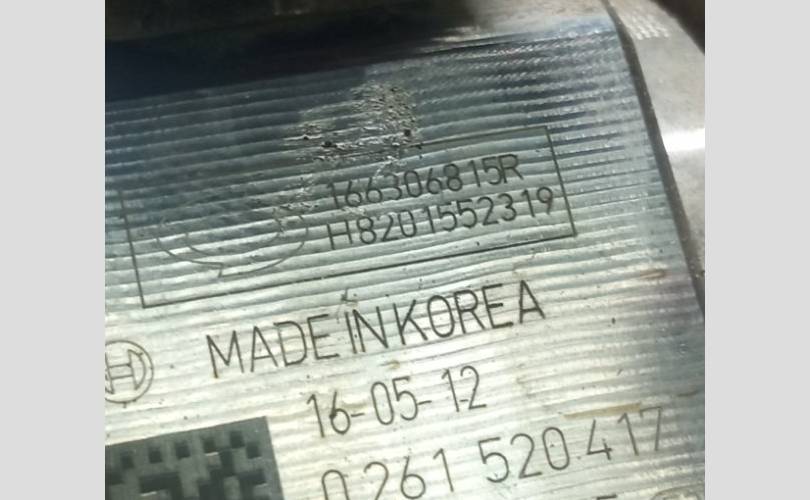 166306815R
H8201552319
MADE IN KOREA
16-05-12
0 261 520 417